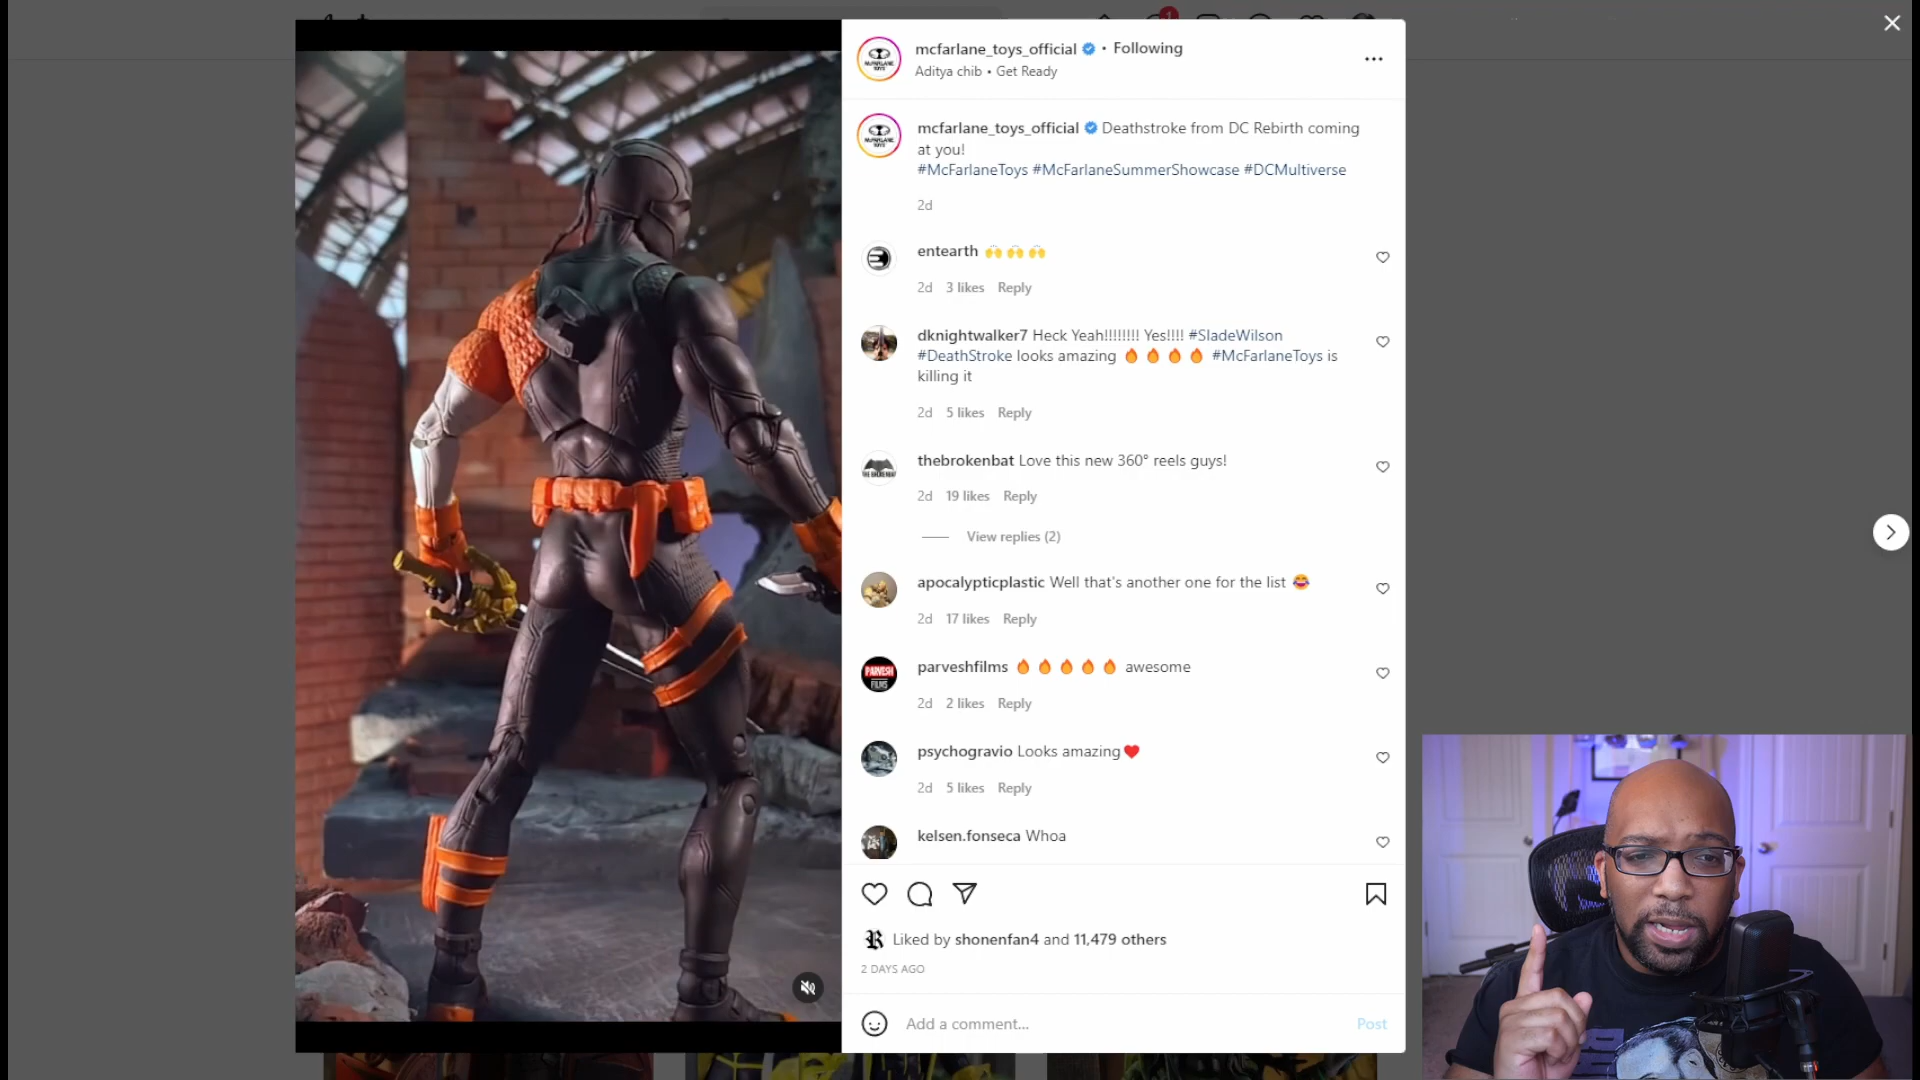 mcfarlane_toys_official • Following
Aditya chib • Get Ready
mcfarlane_toys_official Deathstroke from DC Rebirth coming
at you!
#McFarlaneToys #McFarlaneSummerShowcase #DCMultiverse
2d
entearth 🙌🙌🙌
2d 3 likes Reply
dknightwalker7 Heck Yeah!!!!!!!! Yes!!!! #SladeWilson
#DeathStroke looks amazing 🔥🔥🔥🔥 #McFarlaneToys is
killing it
2d 5 likes Reply
thebrokenbat Love this new 360° reels guys!
2d 19 likes Reply
View replies (2)
apocalypticplastic Well that's another one for the list 😂
2d 17 likes Reply
PARVESH
FILMS
parveshfilms 🔥🔥🔥🔥🔥 awesome
2d 2 likes Reply
psychogravio Looks amazing❤️
2d 5 likes Reply
kelsen.fonseca Whoa
Liked by shonenfan4 and 11,479 others
2 DAYS AGO
Add a comment...
Post